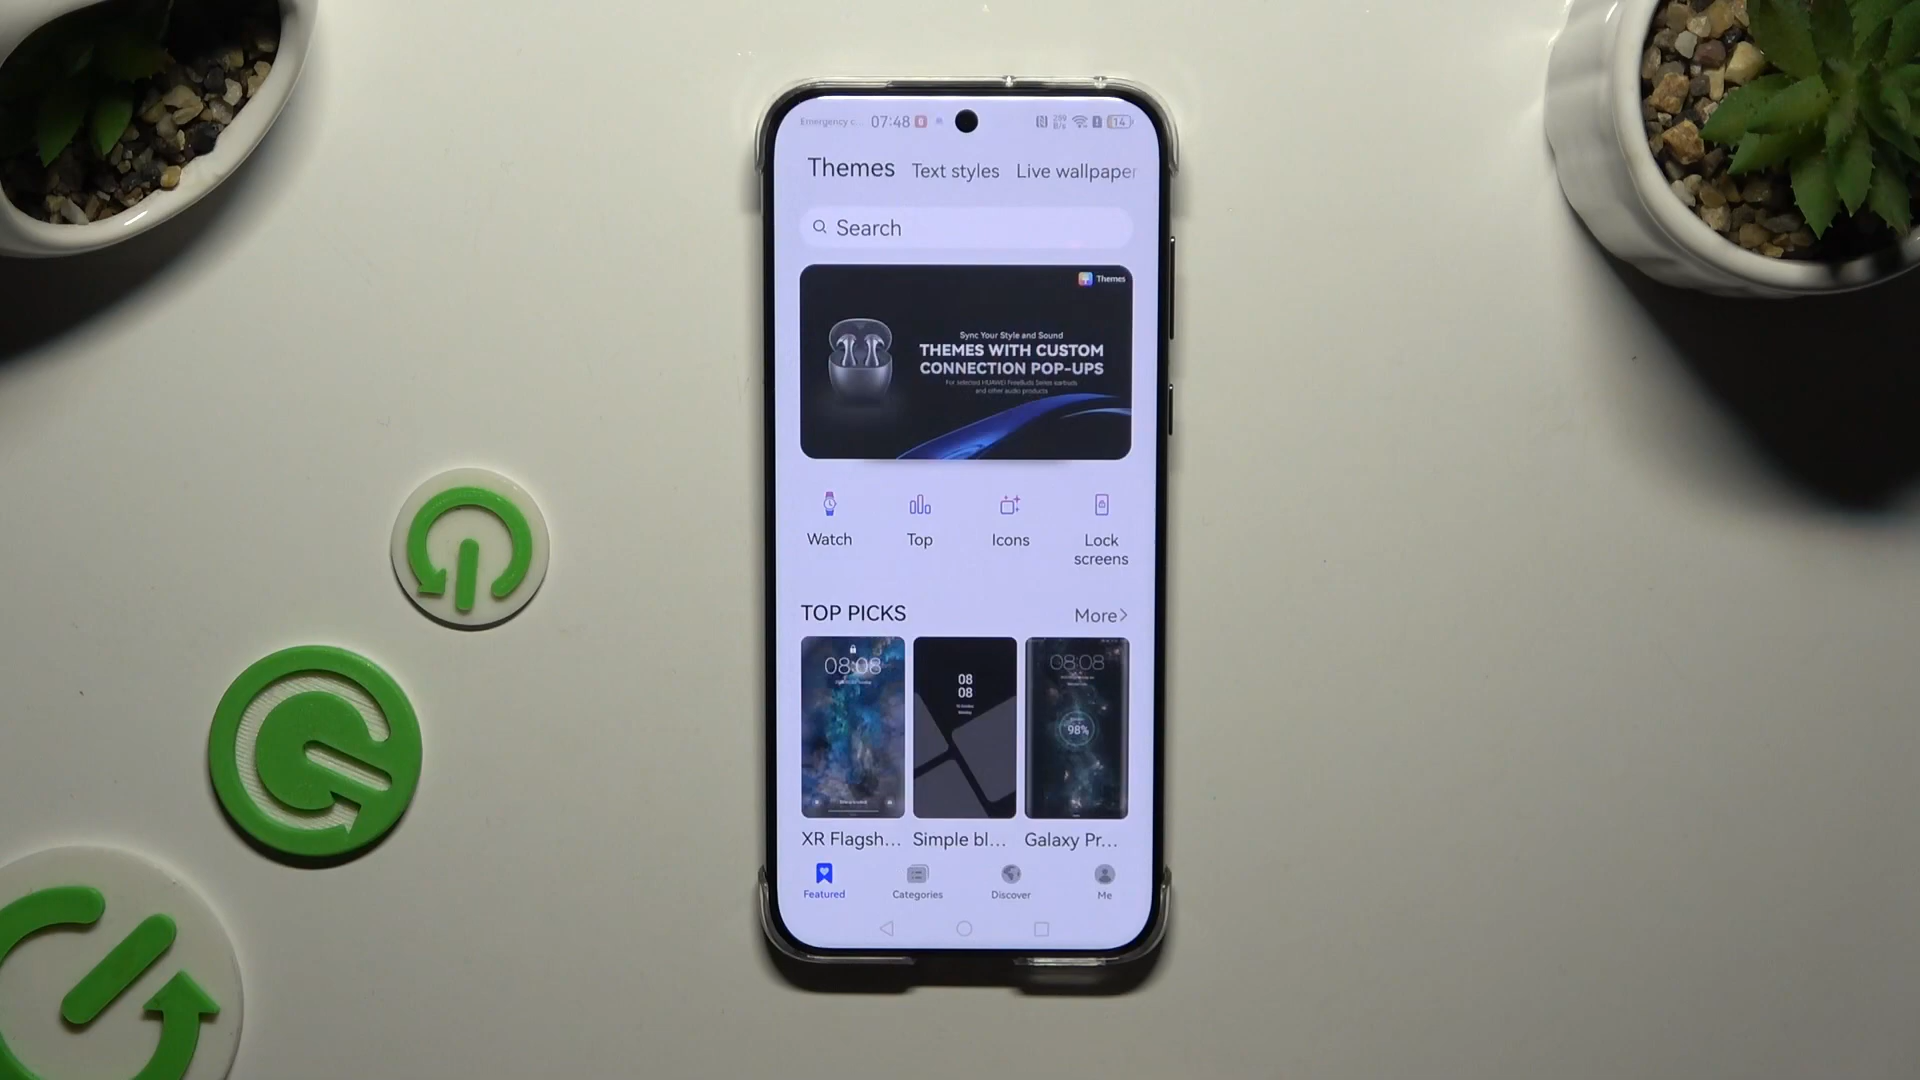 Emergency c... 07:48 14
Themes Text styles Live wallpaper
Search
Themes
Sync Your Style and Sound
THEMES WITH CUSTOM
CONNECTION POP-UPS
For selected HUAWEI FreeBuds Series earbuds
and other audio products
Watch Top Icons Lock
screens
TOP PICKS More>
08:08
08
08
08:08
98%
XR Flagsh... Simple bl... Galaxy Pr...
Featured Categories Discover Me